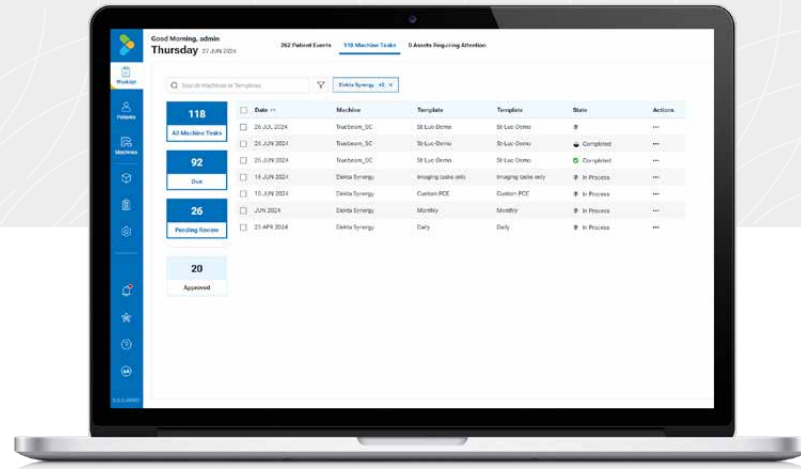 Good Morning, admin
Thursday 27 JUN 2024
262 Patient Events 118 Machine Tasks 0 Assets Requiring Attention
Worklist
Search Machines or Templates
Elekta Synergy +1 ×
Patients
Machines
118
All Machine Tasks
92
Due
26
Pending Review
20
Approved
Date Machine Template Template State Actions
26 JUL 2024 Truebeam_SC St-Luc-Demo St-Luc-Demo ...
JUN 2024 Truebeam_SC St-Luc-Demo St-Luc-Demo Completed ...
25 JUN 2024 Truebeam_SC St-Luc-Demo St-Luc-Demo Completed ...
JUN 2024 Elekta Synergy Imaging tasks only Imaging tasks only In Process ...
JUN 2024 Elekta Synergy Custom PCE Custom PCE In Process ...
JUN 2024 Elekta Synergy Monthly Monthly In Process ...
APR 2024 Elekta Synergy Daily Daily In Process ...